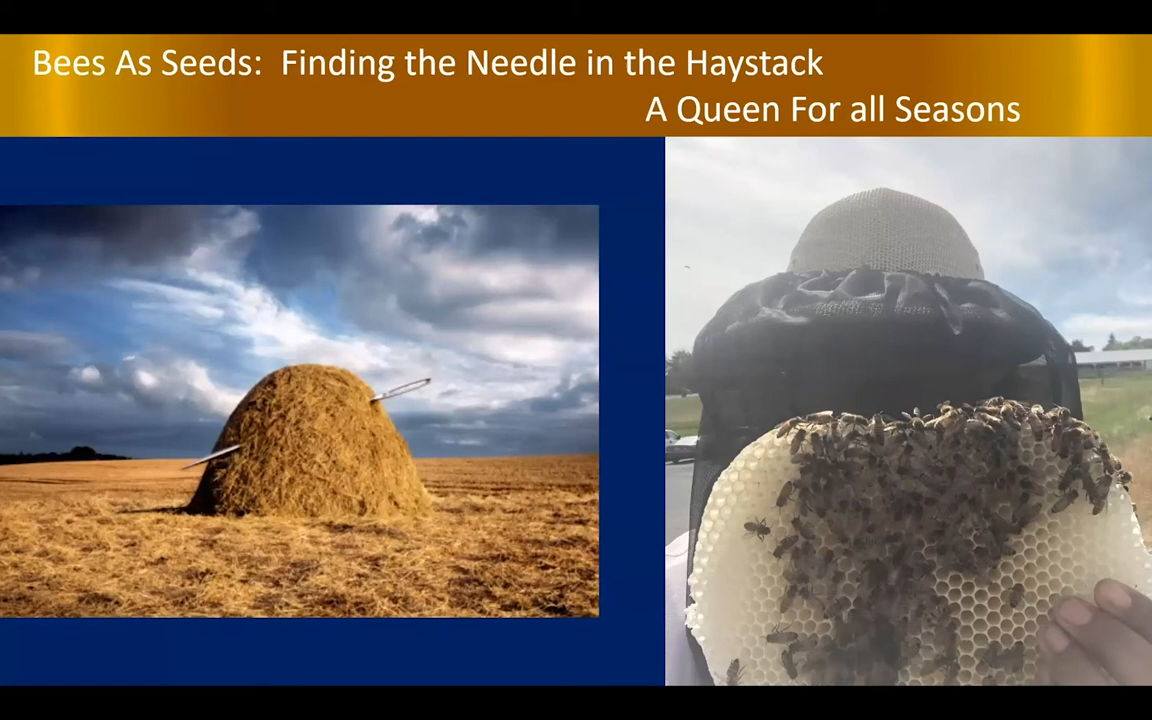 Bees As Seeds: Finding the Needle in the Haystack
A Queen For all Seasons